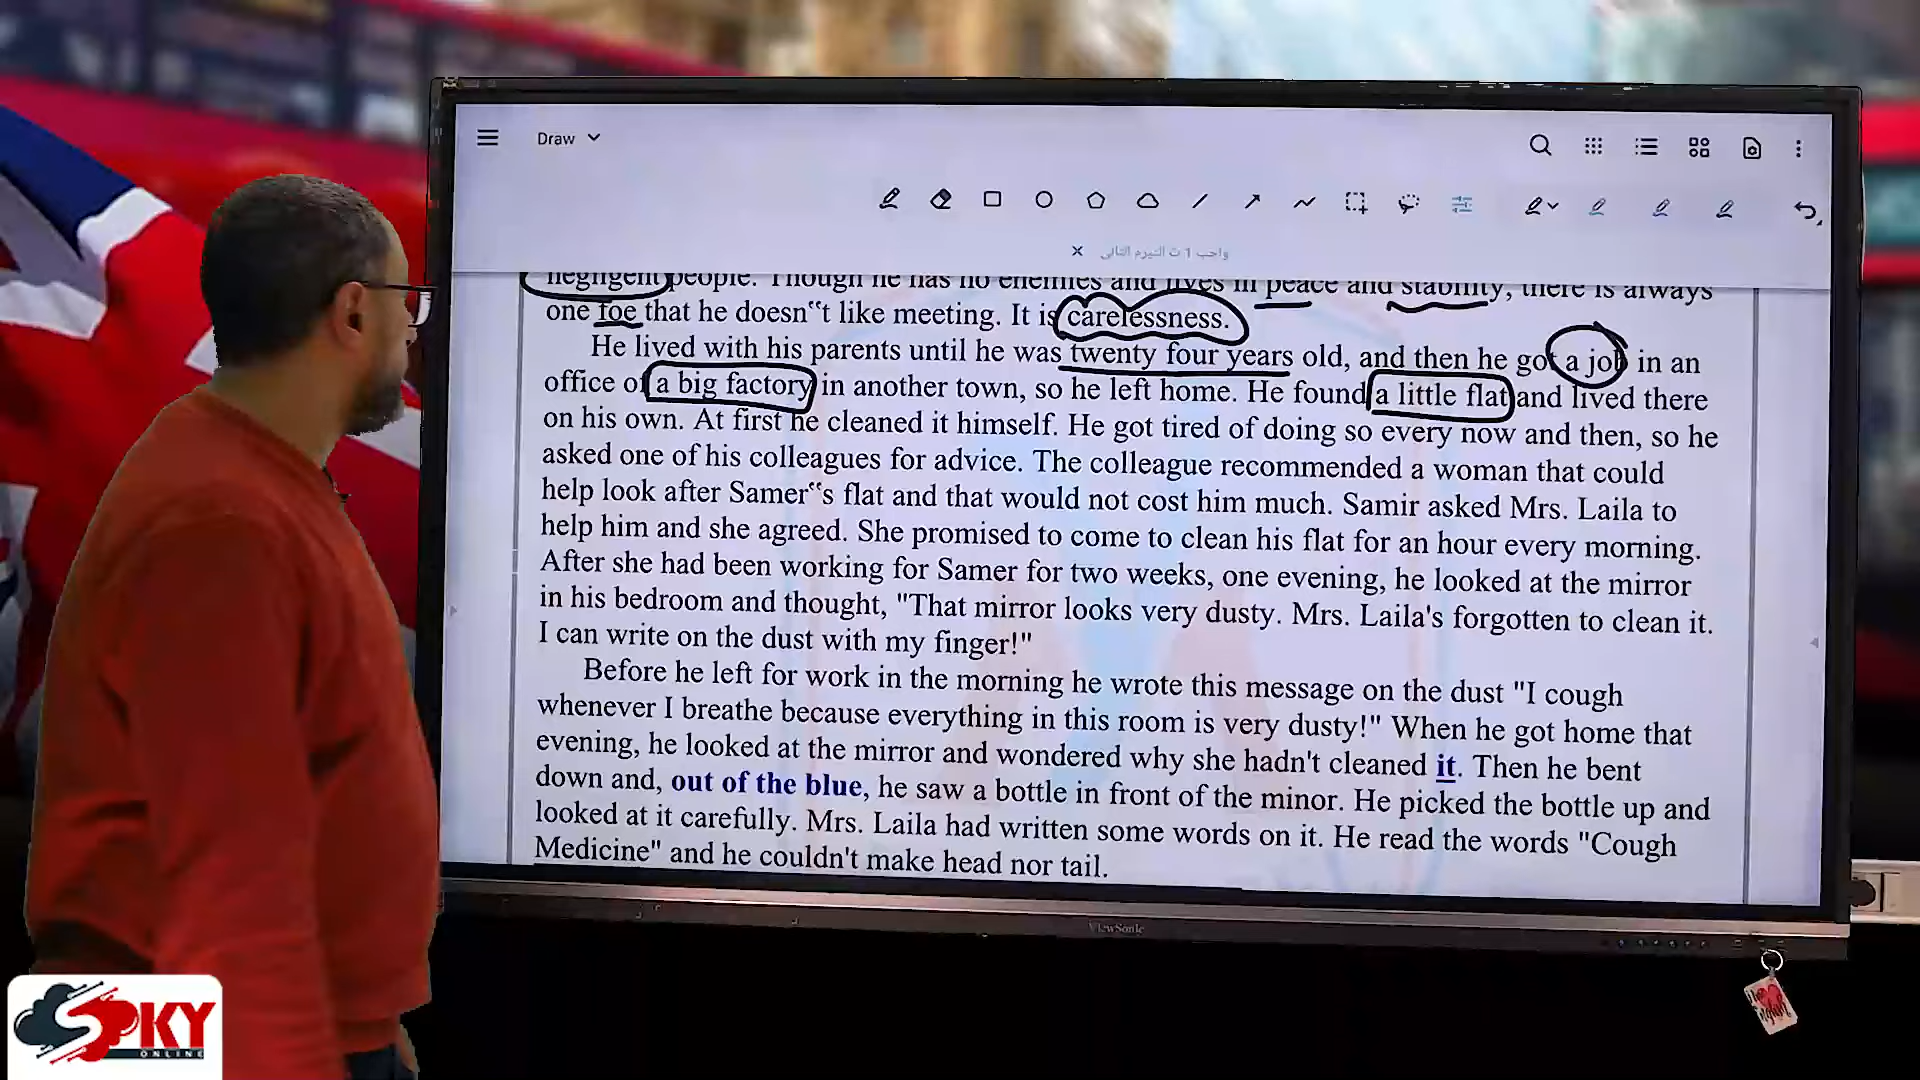 Draw
واجب 1 ث التيرم التالى
negligent people. Though he has no enemies and lives in peace and stability, there is always
one foe that he doesn‟t like meeting. It is carelessness.
He lived with his parents until he was twenty four years old, and then he got a job in an
office of a big factory in another town, so he left home. He found a little flat and lived there
on his own. At first he cleaned it himself. He got tired of doing so every now and then, so he
asked one of his colleagues for advice. The colleague recommended a woman that could
help look after Samer‟s flat and that would not cost him much. Samir asked Mrs. Laila to
help him and she agreed. She promised to come to clean his flat for an hour every morning.
After she had been working for Samer for two weeks, one evening, he looked at the mirror
in his bedroom and thought, "That mirror looks very dusty. Mrs. Laila's forgotten to clean it.
I can write on the dust with my finger!"
Before he left for work in the morning he wrote this message on the dust "I cough
whenever I breathe because everything in this room is very dusty!" When he got home that
evening, he looked at the mirror and wondered why she hadn't cleaned it. Then he bent
down and, out of the blue, he saw a bottle in front of the minor. He picked the bottle up and
looked at it carefully. Mrs. Laila had written some words on it. He read the words "Cough
Medicine" and he couldn't make head nor tail.
ViewSonic
SKY
ONLINE